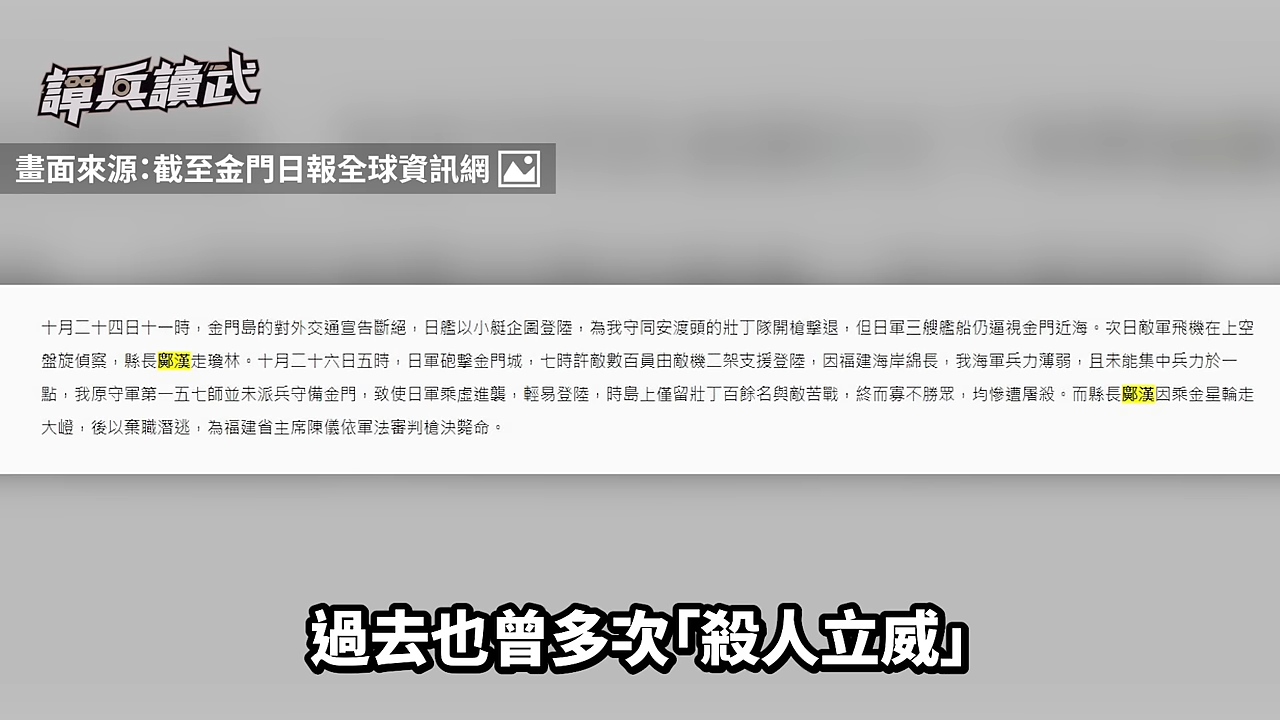 譚兵讀武
畫面來源：截至金門日報全球資訊網
十月二十四日十一時，金門島的對外交通宣告斷絕，日艦以小艇企圖登陸，為我守同安渡頭的壯丁隊開槍擊退，但日軍三艘艦船仍逼視金門近海。次日敵軍飛機在上空
盤旋偵察，縣長鄺漢走瓊林。十月二十六日五時，日軍砲擊金門城，七時許敵數百員由敵機二架支援登陸，因福建海岸綿長，我海軍兵力薄弱，且未能集中兵力於一
點，我原守軍第一五七師並未派兵守備金門，致使日軍乘虛進襲，輕易登陸，時島上僅留壯丁百餘名與敵苦戰，終而寡不勝眾，均慘遭屠殺。而縣長鄺漢因乘金星輪走
大嶝，後以棄職潛逃，為福建省主席陳儀依軍法審判槍決斃命。
過去也曾多次「殺人立威」